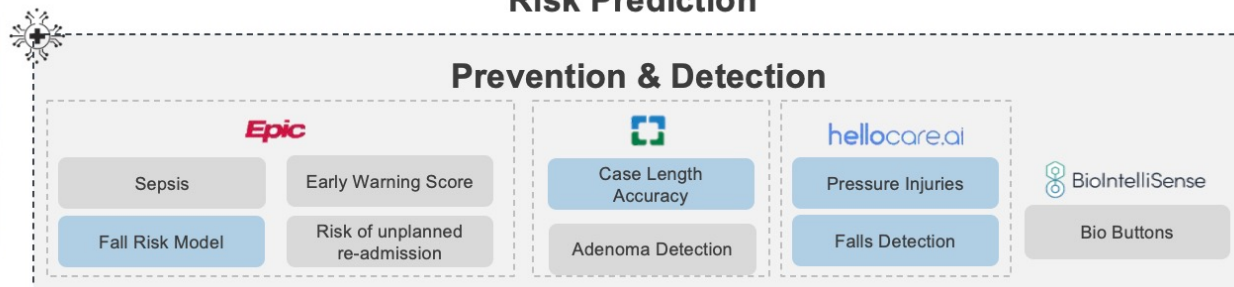 Risk Prediction
Prevention & Detection
Epic
Sepsis
Early Warning Score
Fall Risk Model
Risk of unplanned
re-admission
Case Length
Accuracy
Adenoma Detection
hellocare.ai
Pressure Injuries
Falls Detection
BioIntelliSense
Bio Buttons